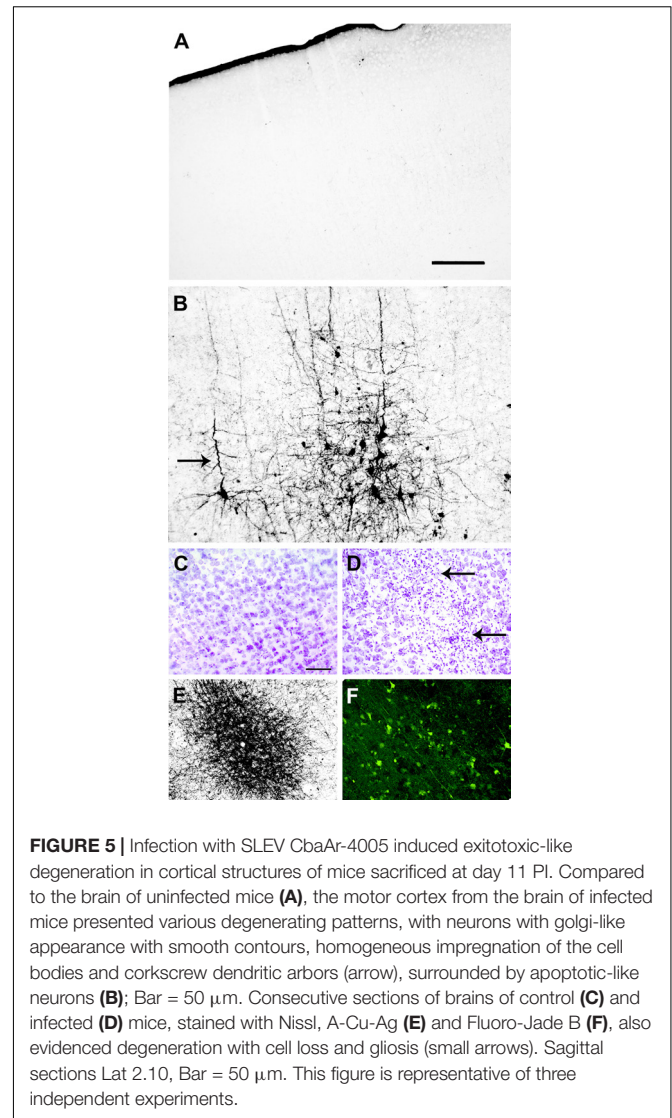 A
B
C
D
E
F
FIGURE 5 | Infection with SLEV CbaAr-4005 induced exitotoxic-like
degeneration in cortical structures of mice sacrificed at day 11 PI. Compared
to the brain of uninfected mice (A), the motor cortex from the brain of infected
mice presented various degenerating patterns, with neurons with golgi-like
appearance with smooth contours, homogeneous impregnation of the cell
bodies and corkscrew dendritic arbors (arrow), surrounded by apoptotic-like
neurons (B); Bar = 50 μm. Consecutive sections of brains of control (C) and
infected (D) mice, stained with Nissl, A-Cu-Ag (E) and Fluoro-Jade B (F), also
evidenced degeneration with cell loss and gliosis (small arrows). Sagittal
sections Lat 2.10, Bar = 50 μm. This figure is representative of three
independent experiments.